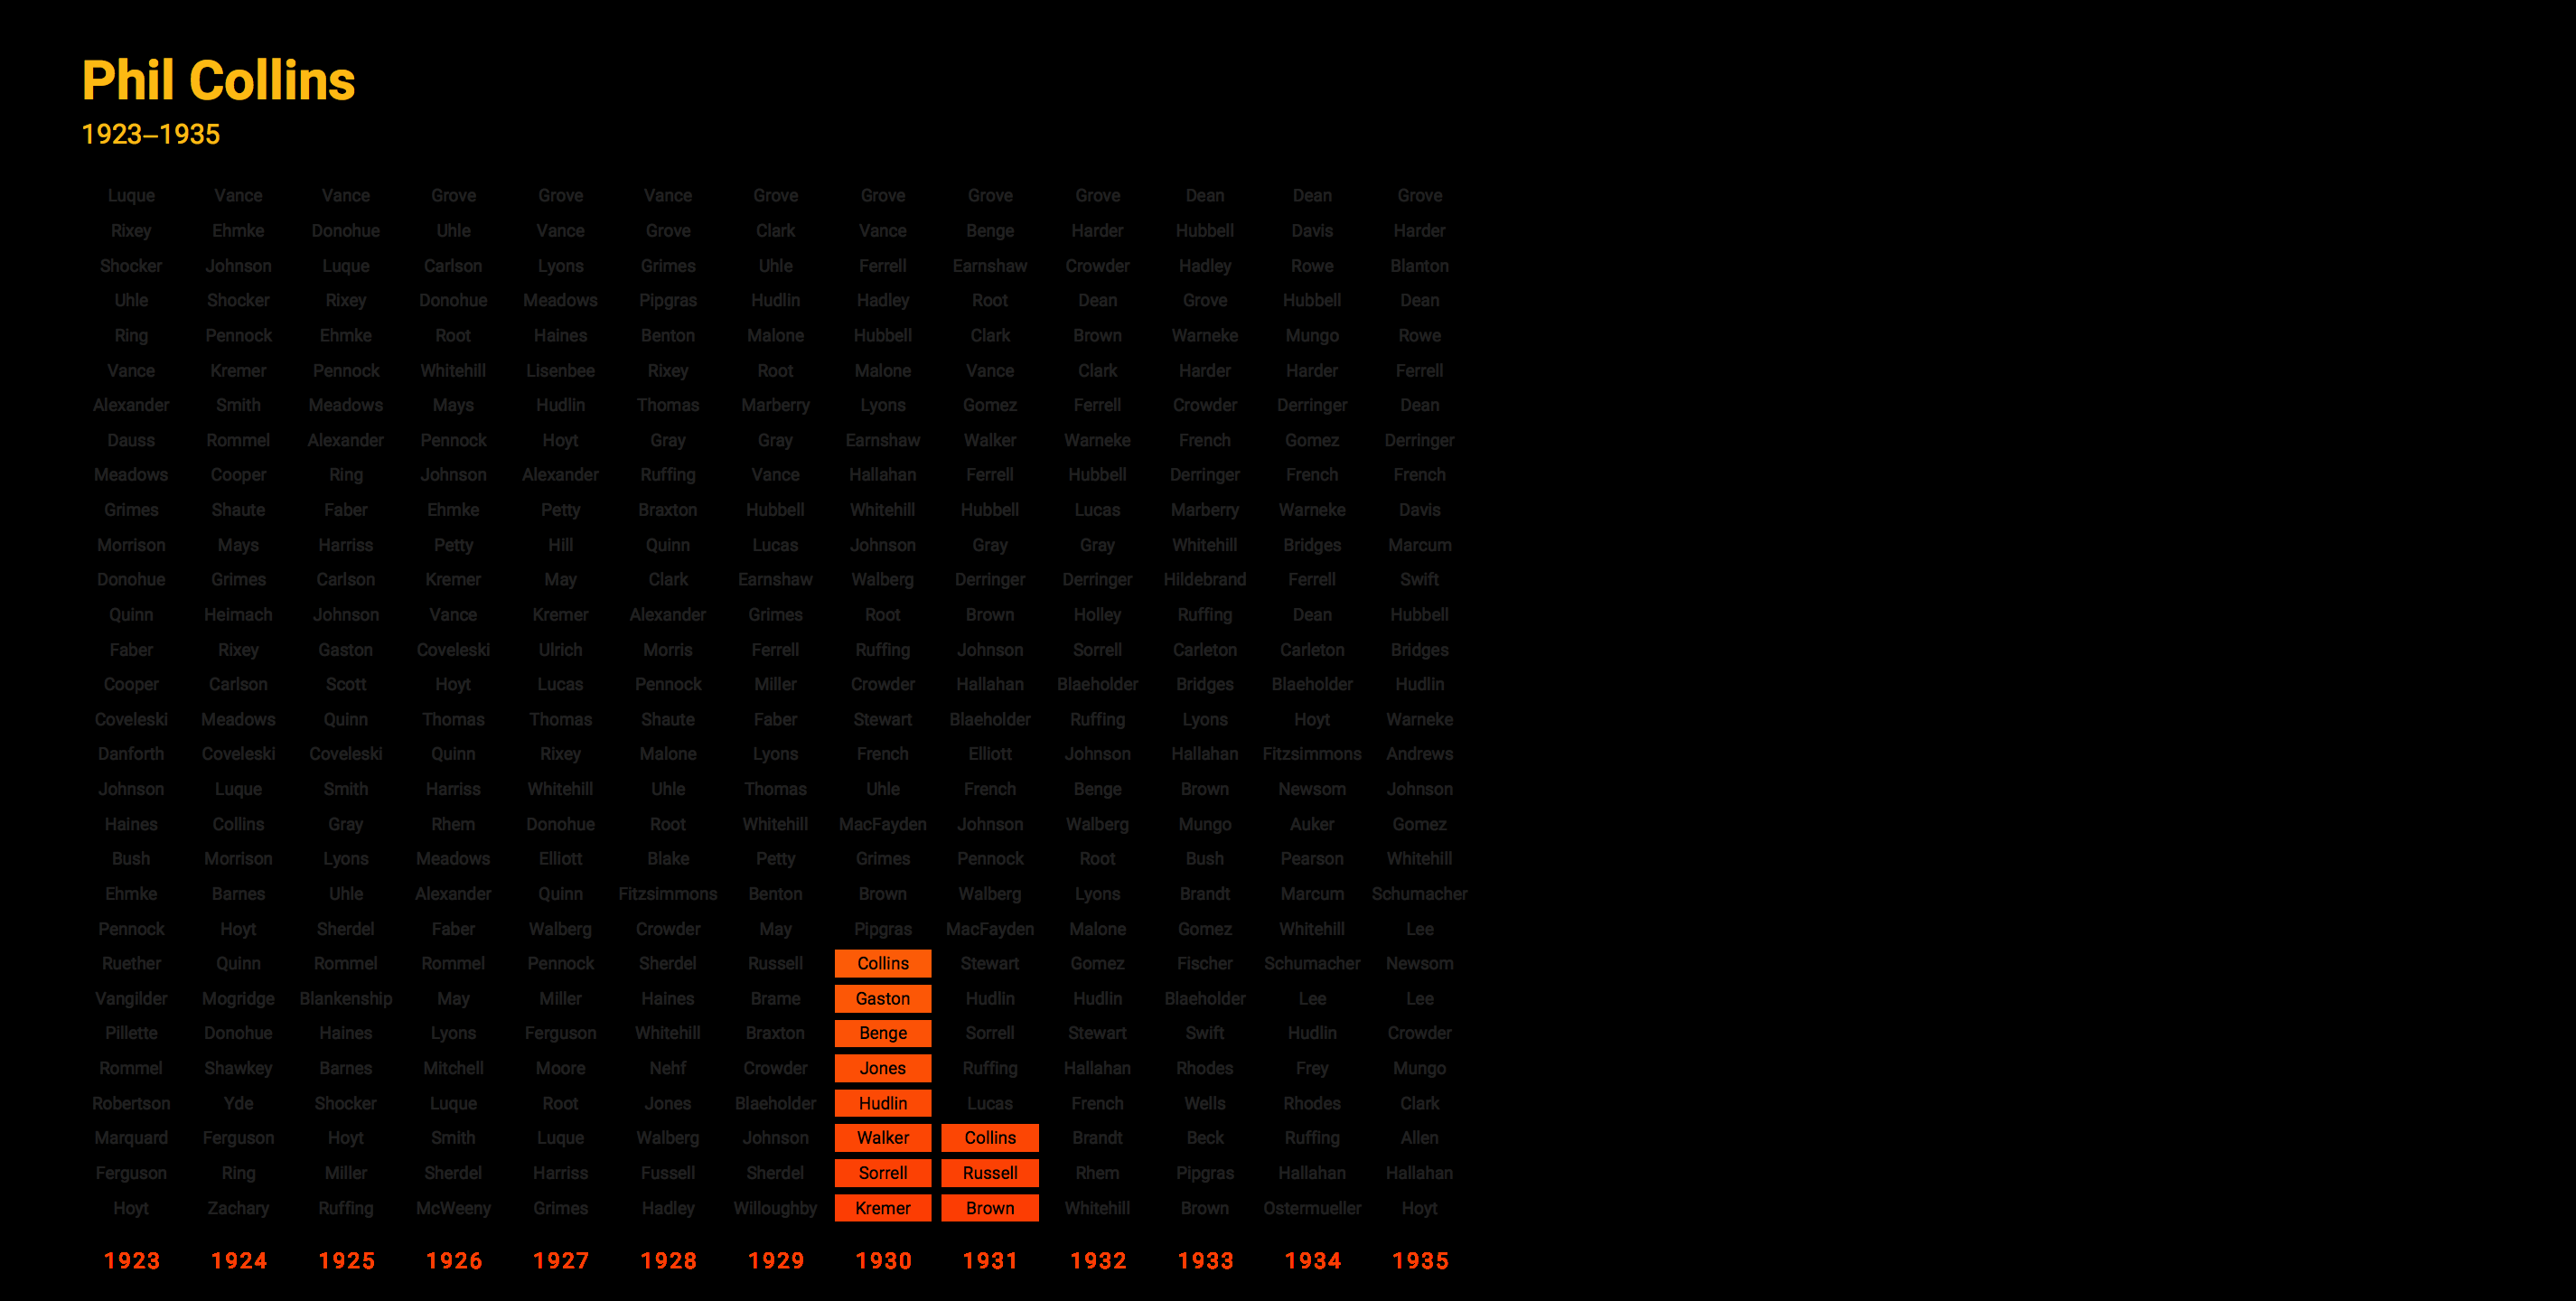 Phil Collins
1923–1935
Luque Vance Vance Grove Grove Vance Grove Grove Grove Grove Dean Dean Grove
Rixey Ehmke Donohue Uhle Vance Grove Clark Vance Benge Harder Hubbell Davis Harder
Shocker Johnson Luque Carlson Lyons Grimes Uhle Ferrell Earnshaw Crowder Hadley Rowe Blanton
Uhle Shocker Rixey Donohue Meadows Pipgras Hudlin Hadley Root Dean Grove Hubbell Dean
Ring Pennock Ehmke Root Haines Benton Malone Hubbell Clark Brown Warneke Mungo Rowe
Vance Kremer Pennock Whitehill Lisenbee Rixey Root Malone Vance Clark Harder Harder Ferrell
Alexander Smith Meadows Mays Hudlin Thomas Marberry Lyons Gomez Ferrell Crowder Derringer Dean
Dauss Rommel Alexander Pennock Hoyt Gray Gray Earnshaw Walker Warneke French Gomez Derringer
Meadows Cooper Ring Johnson Alexander Ruffing Vance Hallahan Ferrell Hubbell Derringer French French
Grimes Shaute Faber Ehmke Petty Braxton Hubbell Whitehill Hubbell Lucas Marberry Warneke Davis
Morrison Mays Harriss Petty Hill Quinn Lucas Johnson Gray Gray Whitehill Bridges Marcum
Donohue Grimes Carlson Kremer May Clark Earnshaw Walberg Derringer Derringer Hildebrand Ferrell Swift
Quinn Heimach Johnson Vance Kremer Alexander Grimes Root Brown Holley Ruffing Dean Hubbell
Faber Rixey Gaston Coveleski Ulrich Morris Ferrell Ruffing Johnson Sorrell Carleton Carleton Bridges
Cooper Carlson Scott Hoyt Lucas Pennock Miller Crowder Hallahan Blaeholder Bridges Blaeholder Hudlin
Coveleski Meadows Quinn Thomas Thomas Shaute Faber Stewart Blaeholder Ruffing Lyons Hoyt Warneke
Danforth Coveleski Coveleski Quinn Rixey Malone Lyons French Elliott Johnson Hallahan Fitzsimmons Andrews
Johnson Luque Smith Harriss Whitehill Uhle Thomas Uhle French Benge Brown Newsom Johnson
Haines Collins Gray Rhem Donohue Root Whitehill MacFayden Johnson Walberg Mungo Auker Gomez
Bush Morrison Lyons Meadows Elliott Blake Petty Grimes Pennock Root Bush Pearson Whitehill
Ehmke Barnes Uhle Alexander Quinn Fitzsimmons Benton Brown Walberg Lyons Brandt Marcum Schumacher
Pennock Hoyt Sherdel Faber Walberg Crowder May Pipgras MacFayden Malone Gomez Whitehill Lee
Ruether Quinn Rommel Rommel Pennock Sherdel Russell Collins Stewart Gomez Fischer Schumacher Newsom
Vangilder Mogridge Blankenship May Miller Haines Brame Gaston Hudlin Hudlin Blaeholder Lee Lee
Pillette Donohue Haines Lyons Ferguson Whitehill Braxton Benge Sorrell Stewart Swift Hudlin Crowder
Rommel Shawkey Barnes Mitchell Moore Nehf Crowder Jones Ruffing Hallahan Rhodes Frey Mungo
Robertson Yde Shocker Luque Root Jones Blaeholder Hudlin Lucas French Wells Rhodes Clark
Marquard Ferguson Hoyt Smith Luque Walberg Johnson Walker Collins Brandt Beck Ruffing Allen
Ferguson Ring Miller Sherdel Harriss Fussell Sherdel Sorrell Russell Rhem Pipgras Hallahan Hallahan
Hoyt Zachary Ruffing McWeeny Grimes Hadley Willoughby Kremer Brown Whitehill Brown Ostermueller Hoyt
1923 1924 1925 1926 1927 1928 1929 1930 1931 1932 1933 1934 1935